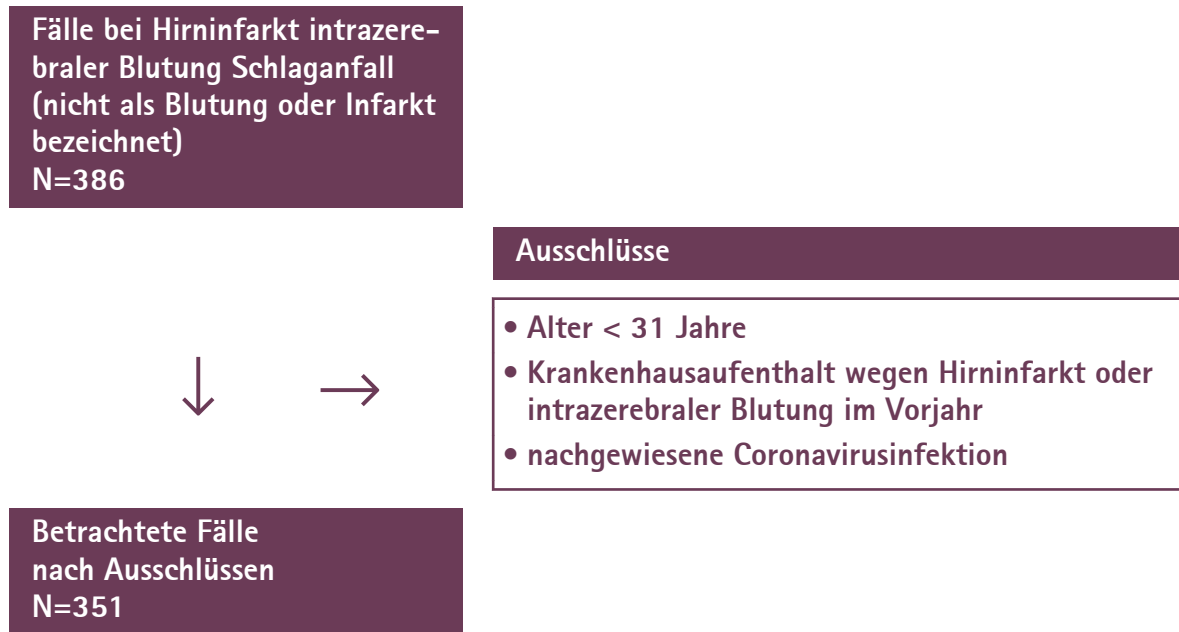 Fälle bei Hirninfarkt intrazere-
braler Blutung Schlaganfall
(nicht als Blutung oder Infarkt
bezeichnet)
N=386
Ausschlüsse
• Alter < 31 Jahre
• Krankenhausaufenthalt wegen Hirninfarkt oder
intrazerebraler Blutung im Vorjahr
• nachgewiesene Coronavirusinfektion
Betrachtete Fälle
nach Ausschlüssen
N=351